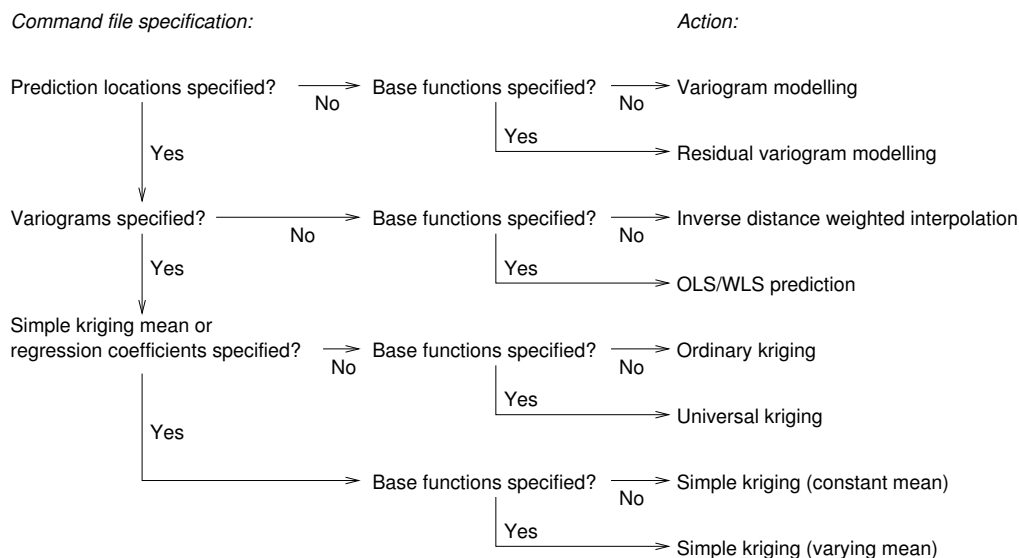 Command file specification:
Action:
Prediction locations specified?
No
Base functions specified?
No
Variogram modelling
Yes
Yes
Residual variogram modelling
Variograms specified?
No
Base functions specified?
No
Inverse distance weighted interpolation
Yes
Yes
OLS/WLS prediction
Simple kriging mean or
regression coefficients specified?
No
Base functions specified?
No
Ordinary kriging
Yes
Yes
Universal kriging
Base functions specified?
No
Simple kriging (constant mean)
Yes
Simple kriging (varying mean)